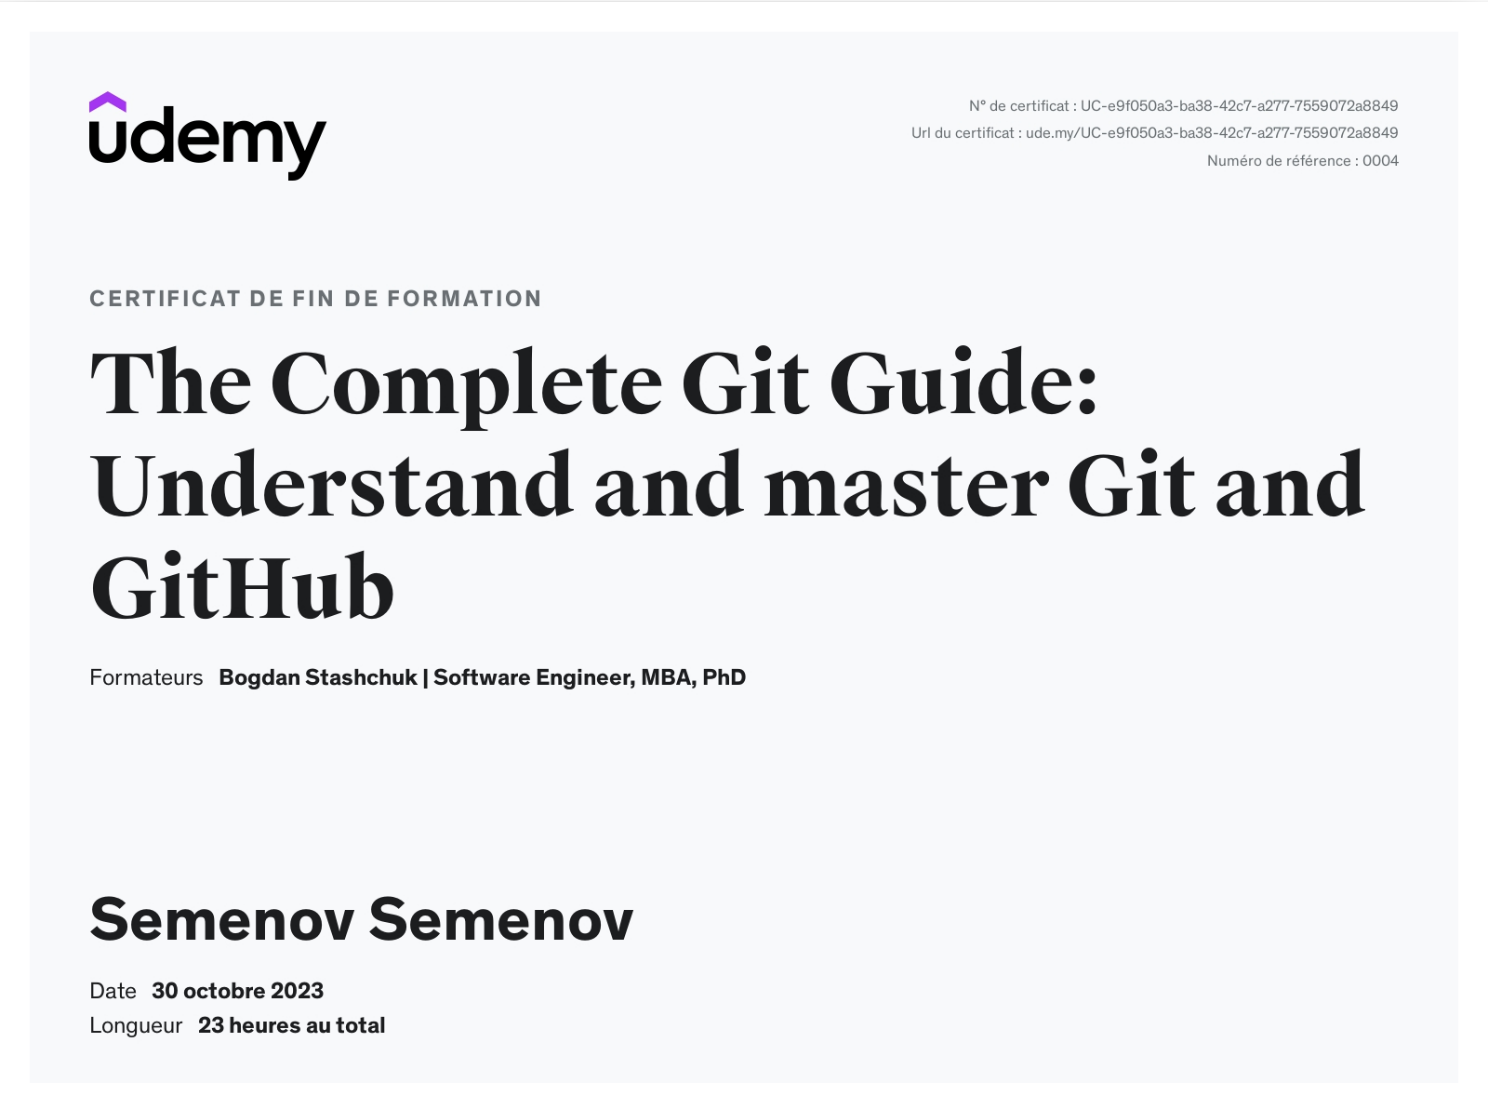 udemy
N° de certificat : UC-e9f050a3-ba38-42c7-a277-7559072a8849
Url du certificat : ude.my/UC-e9f050a3-ba38-42c7-a277-7559072a8849
Numéro de référence : 0004
CERTIFICAT DE FIN DE FORMATION
The Complete Git Guide:
Understand and master Git and
GitHub
Formateurs Bogdan Stashchuk | Software Engineer, MBA, PhD
Semenov Semenov
Date 30 octobre 2023
Longueur 23 heures au total